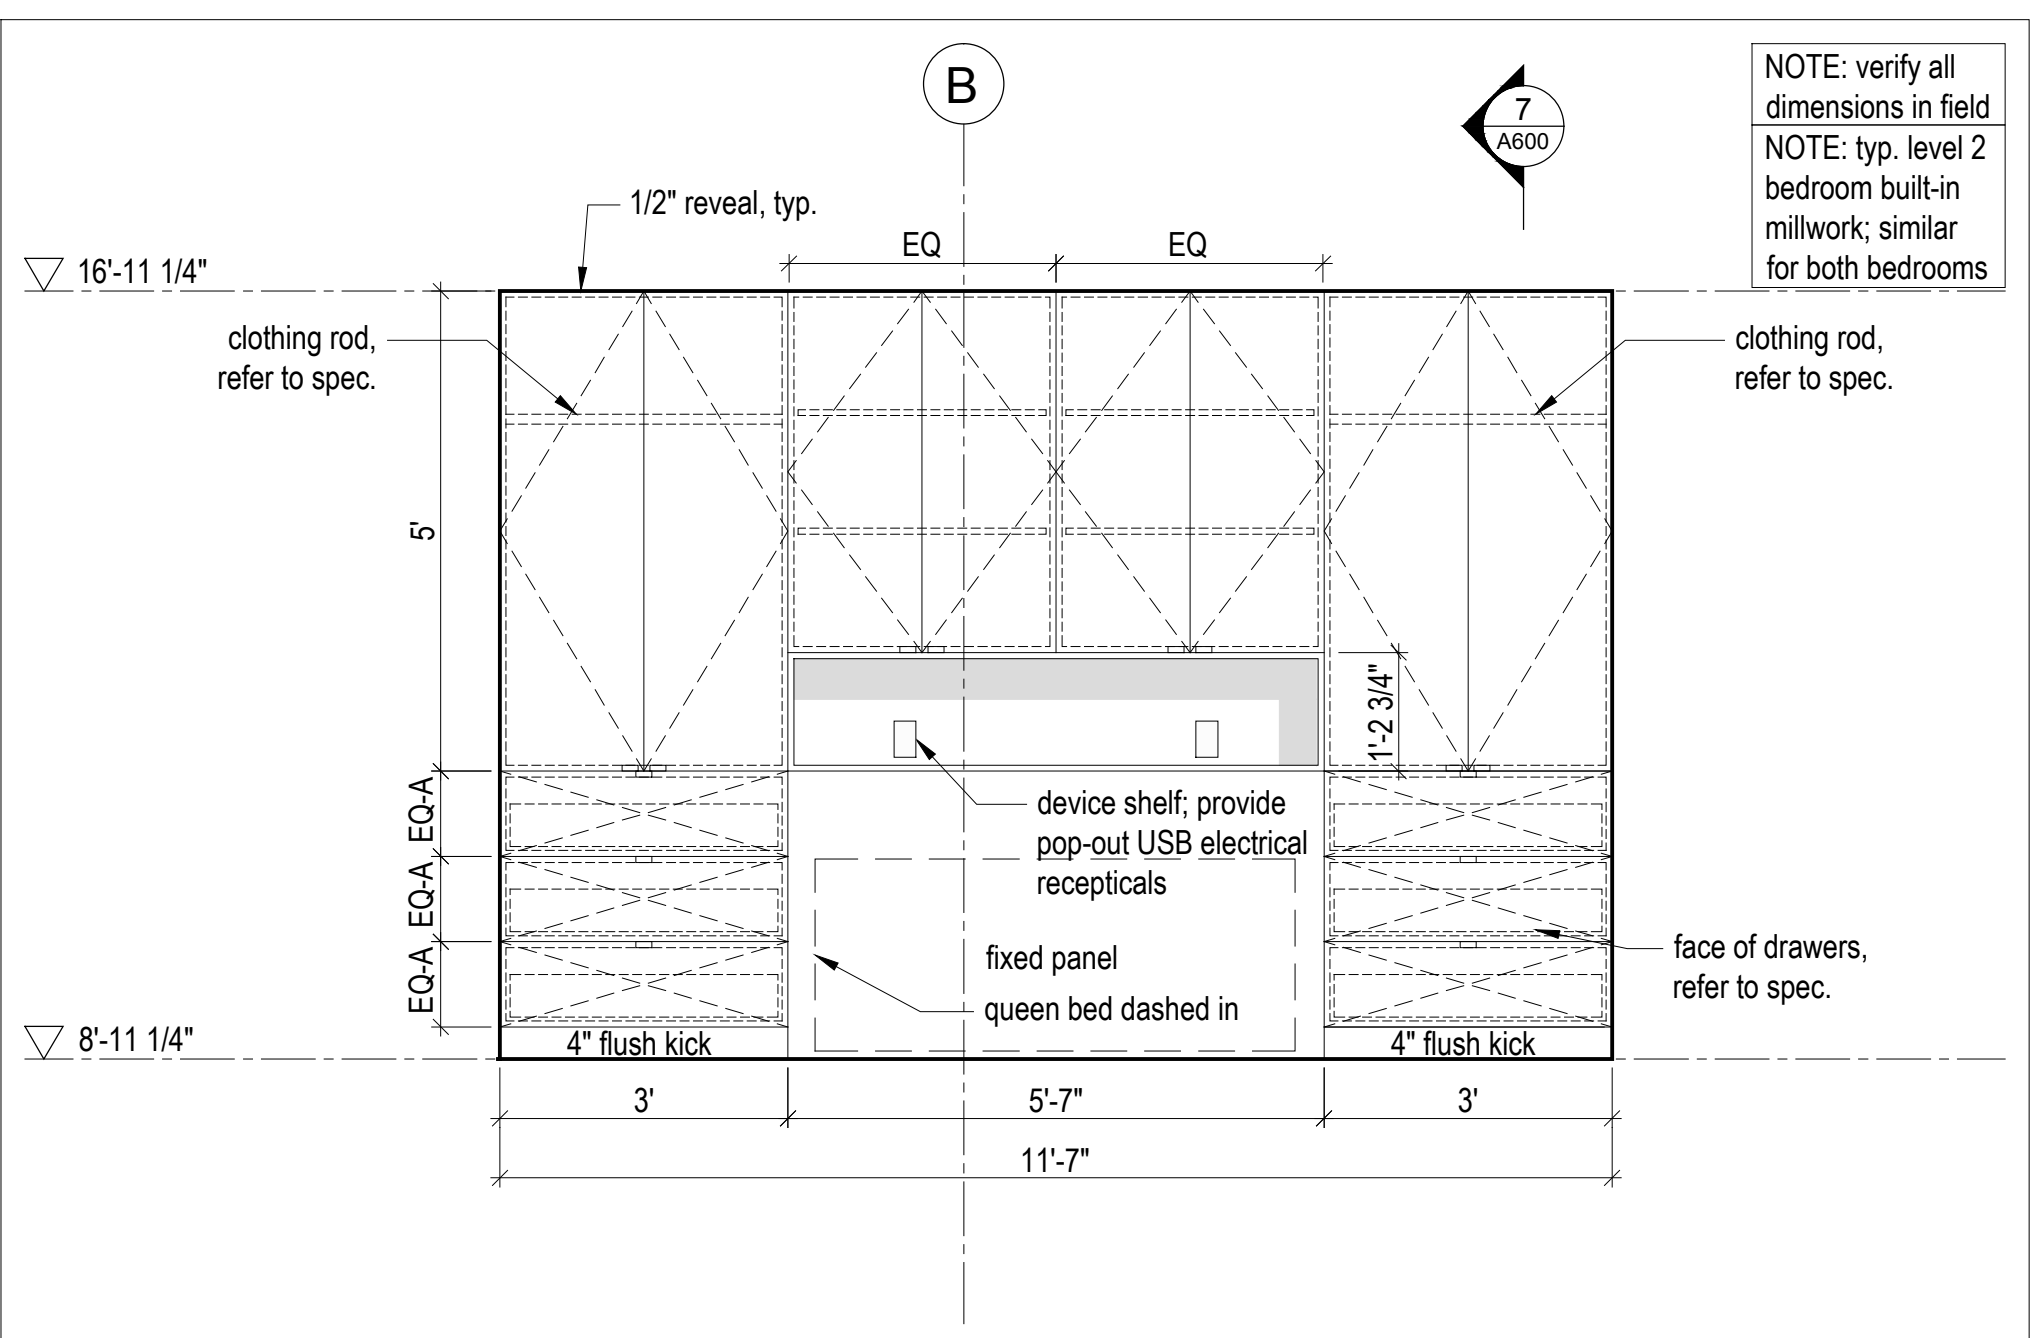 B
7
A600
NOTE: verify all
dimensions in field
NOTE: typ. level 2
bedroom built-in
millwork; similar
for both bedrooms
1/2" reveal, typ.
EQ
EQ
16'-11 1/4"
clothing rod,
refer to spec.
clothing rod,
refer to spec.
5'
1'-2 3/4"
EQ-A
EQ-A
EQ-A
device shelf; provide
pop-out USB electrical
recepticals
fixed panel
queen bed dashed in
face of drawers,
refer to spec.
8'-11 1/4"
4" flush kick
4" flush kick
3'
5'-7"
3'
11'-7"